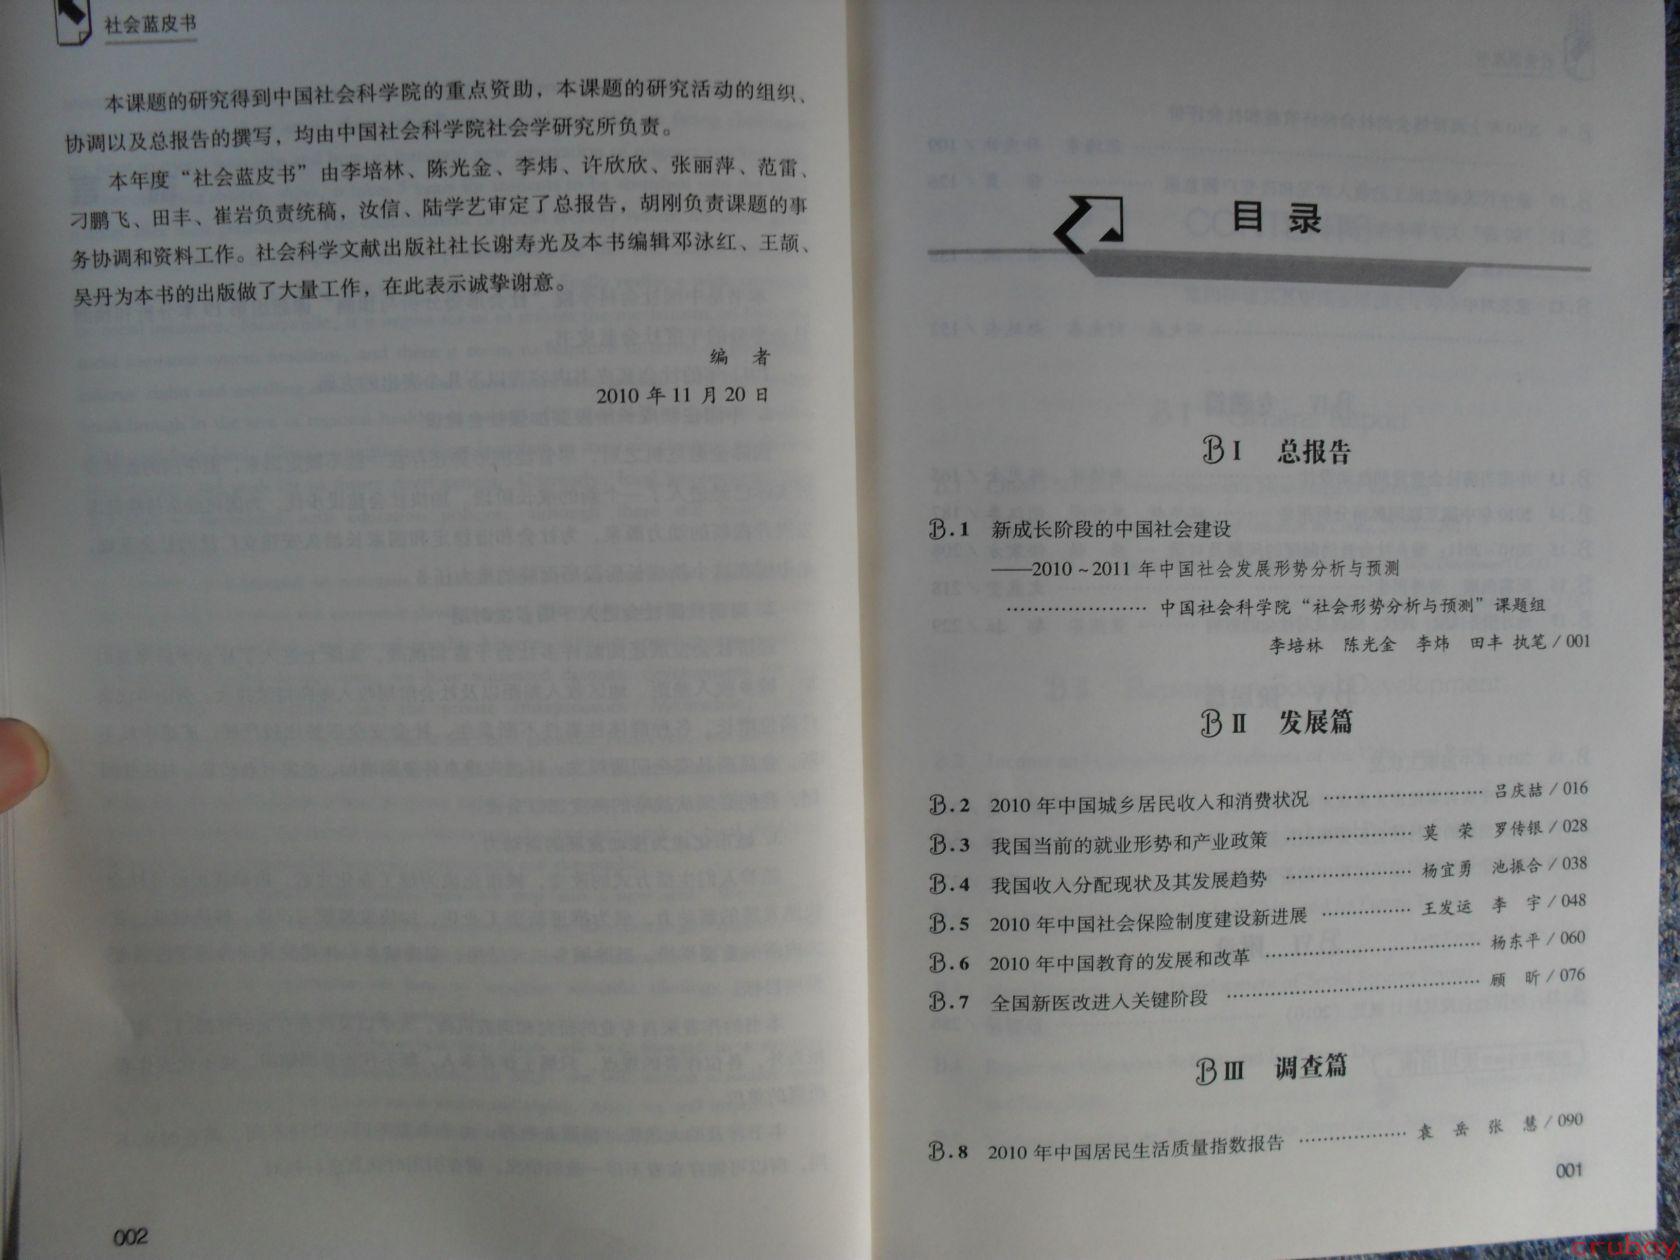 社会蓝皮书
本课题的研究得到中国社会科学院的重点资助，本课题的研究活动的组织、
协调以及总报告的撰写，均由中国社会科学院社会学研究所负责。
本年度“社会蓝皮书”由李培林、陈光金、李炜、许欣欣、张丽萍、范雷、
刁鹏飞、田丰、崔岩负责统稿，汝信、陆学艺审定了总报告，胡刚负责课题的事
务协调和资料工作。社会科学文献出版社社长谢寿光及本书编辑邓泳红、王颉、
吴丹为本书的出版做了大量工作，在此表示诚挚谢意。
编 者
2010年11月20日
002
目录
B Ⅰ 总报告
B.1 新成长阶段的中国社会建设
——2010～2011年中国社会发展形势分析与预测
………………… 中国社会科学院“社会形势分析与预测”课题组
李培林 陈光金 李炜 田丰 执笔/001
B Ⅱ 发展篇
B.2 2010年中国城乡居民收入和消费状况 …………………… 吕庆喆/016
B.3 我国当前的就业形势和产业政策 ……………… 莫 荣 罗传银/028
B.4 我国收入分配现状及其发展趋势 ……………… 杨宜勇 池振合/038
B.5 2010年中国社会保险制度建设新进展 ………… 王发运 李 宇/048
B.6 2010年中国教育的发展和改革 …………………………… 杨东平/060
B.7 全国新医改进入关键阶段 ………………………………… 顾 昕/076
B Ⅲ 调查篇
B.8 2010年中国居民生活质量指数报告 …………… 袁 岳 张 慧/090
001
cruboy